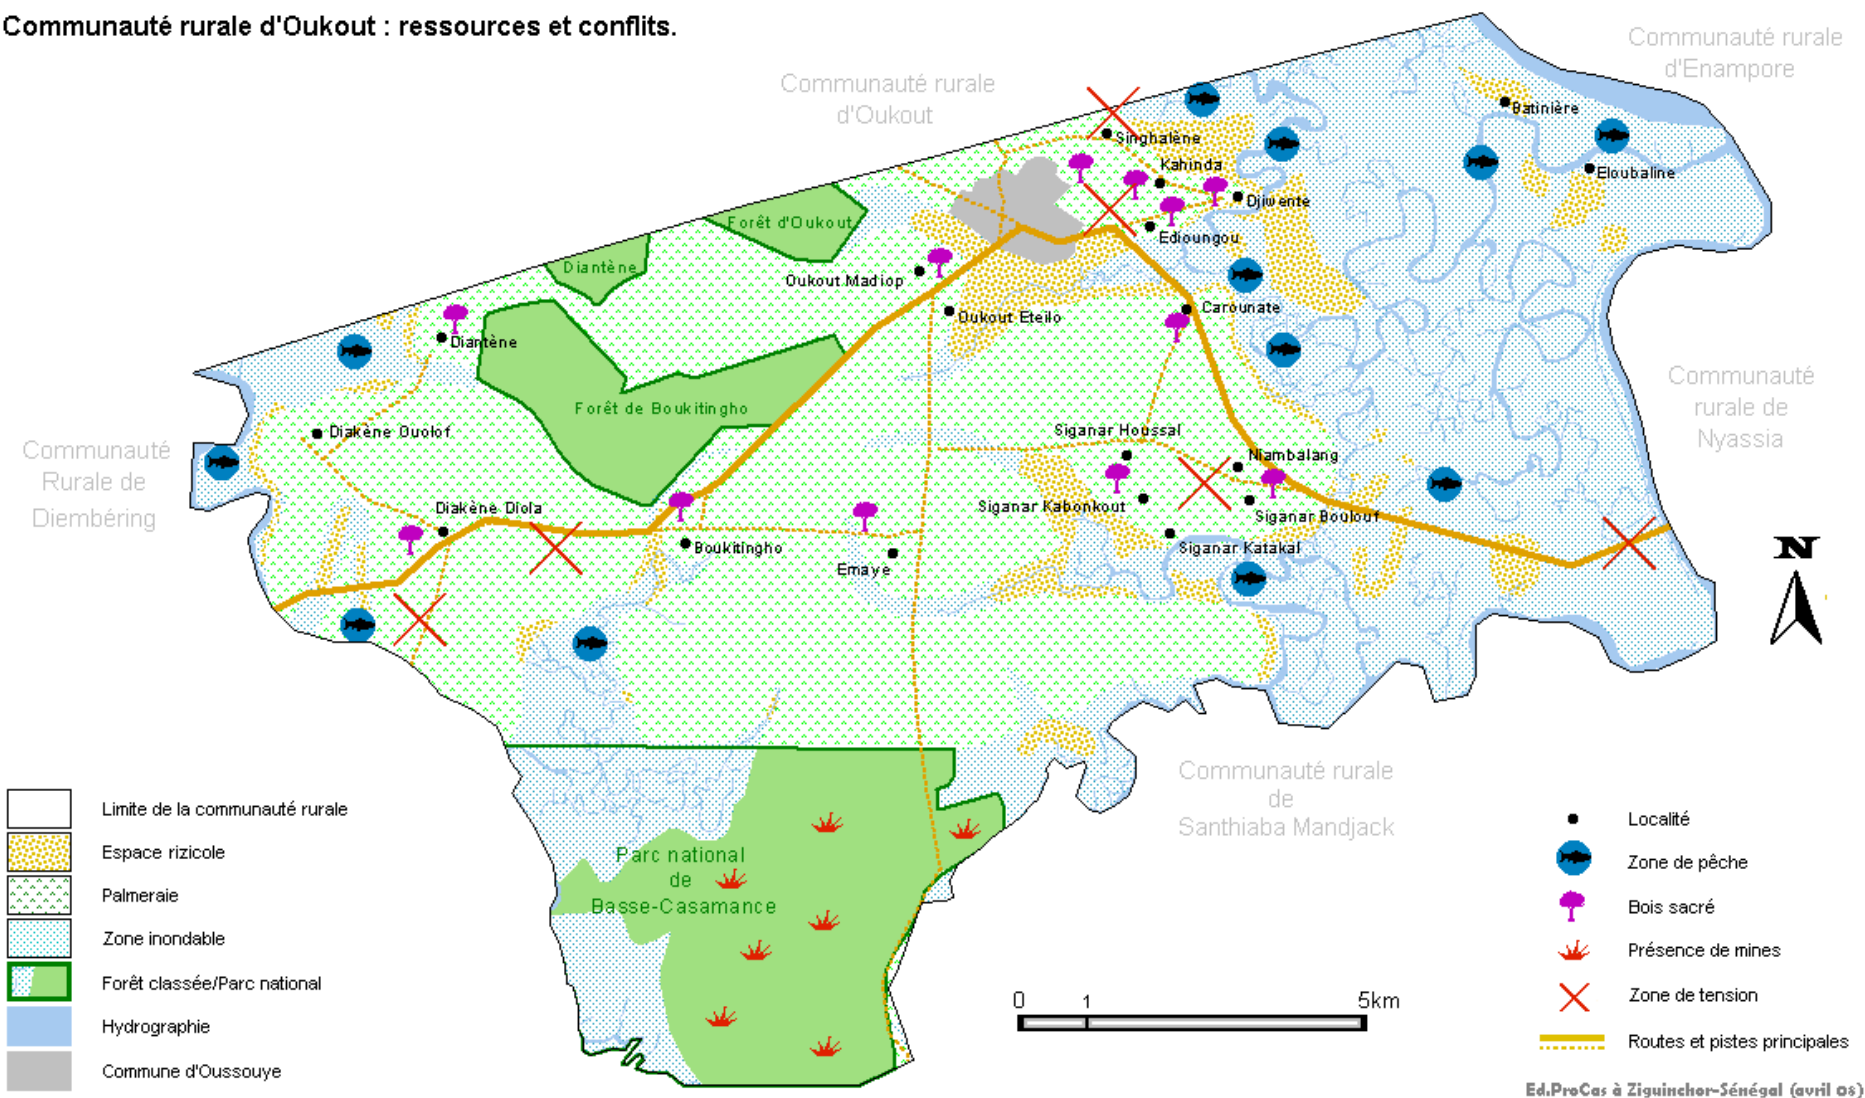 Communauté rurale d'Oukout : ressources et conflits.
Communauté rurale
d'Enampore
Communauté rurale
d'Oukout
Batinière
Singhalène
Kahinda
Eloubaline
Djiwente
Forêt d'Oukout
Edioungou
Diantène
Oukout Madiop
Carounate
Oukout Eteilo
Diantène
Communauté
rurale de
Nyassia
Forêt de Boukitingho
Diakène Ouolof
Siganar Houssal
Communauté
Rurale de
Diembéring
Niambalang
Diakène Diola
Siganar Kabonkout
Siganar Boulouf
Boukitingho
Siganar Katakal
Emaye
N
Communauté rurale
de
Santhiaba Mandjack
Parc national
de
Basse-Casamance
Limite de la communauté rurale
Espace rizicole
Palmeraie
Zone inondable
Forêt classée/Parc national
Hydrographie
Commune d'Oussouye
0 1 5km
Localité
Zone de pêche
Bois sacré
Présence de mines
Zone de tension
Routes et pistes principales
Ed.ProCas à Ziguinchor-Sénégal (avril 08)